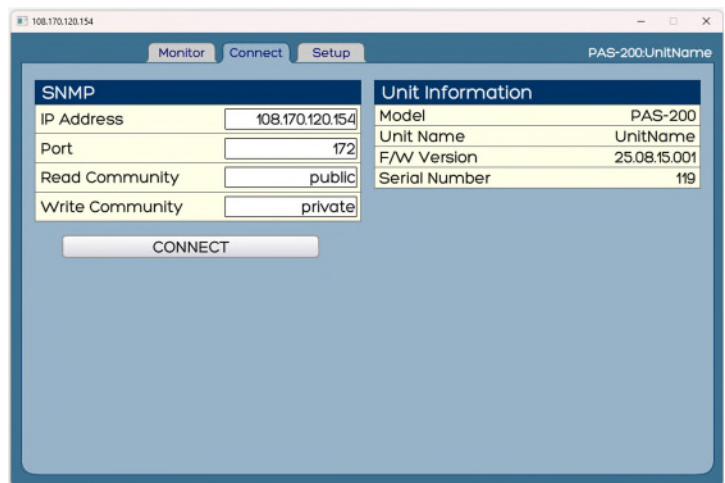 108.170.120.154
Monitor Connect Setup PAS-200:UnitName
SNMP
IP Address 108.170.120.154
Port 172
Read Community public
Write Community private
CONNECT
Unit Information
Model PAS-200
Unit Name UnitName
F/W Version 25.08.15.001
Serial Number 119